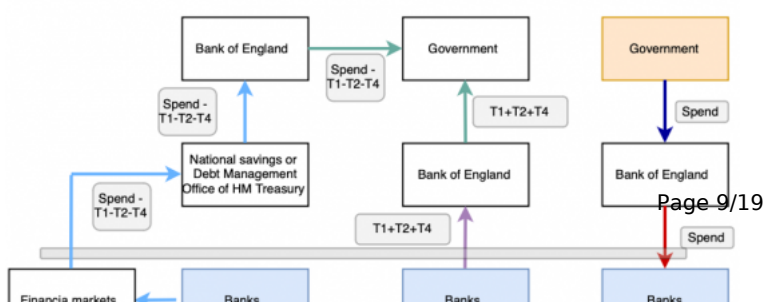 Bank of England
Government
Government
Spend -
T1-T2-T4
Spend -
T1-T2-T4
T1+T2+T4
Spend
National savings or
Debt Management
Office of HM Treasury
Bank of England
Bank of England
Page 9/19
Spend -
T1-T2-T4
T1+T2+T4
Spend
Financia markets
Banks
Banks
Banks